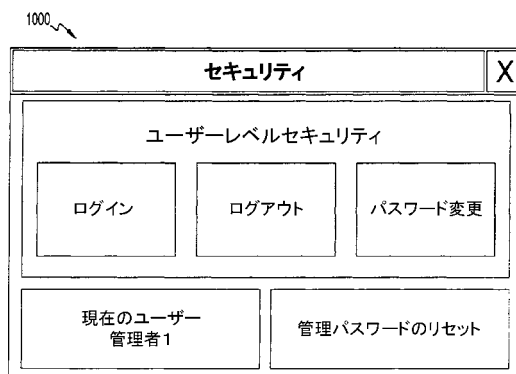 1000
セキュリティ
X
ユーザーレベルセキュリティ
ログイン
ログアウト
パスワード変更
現在のユーザー
管理者1
管理パスワードのリセット